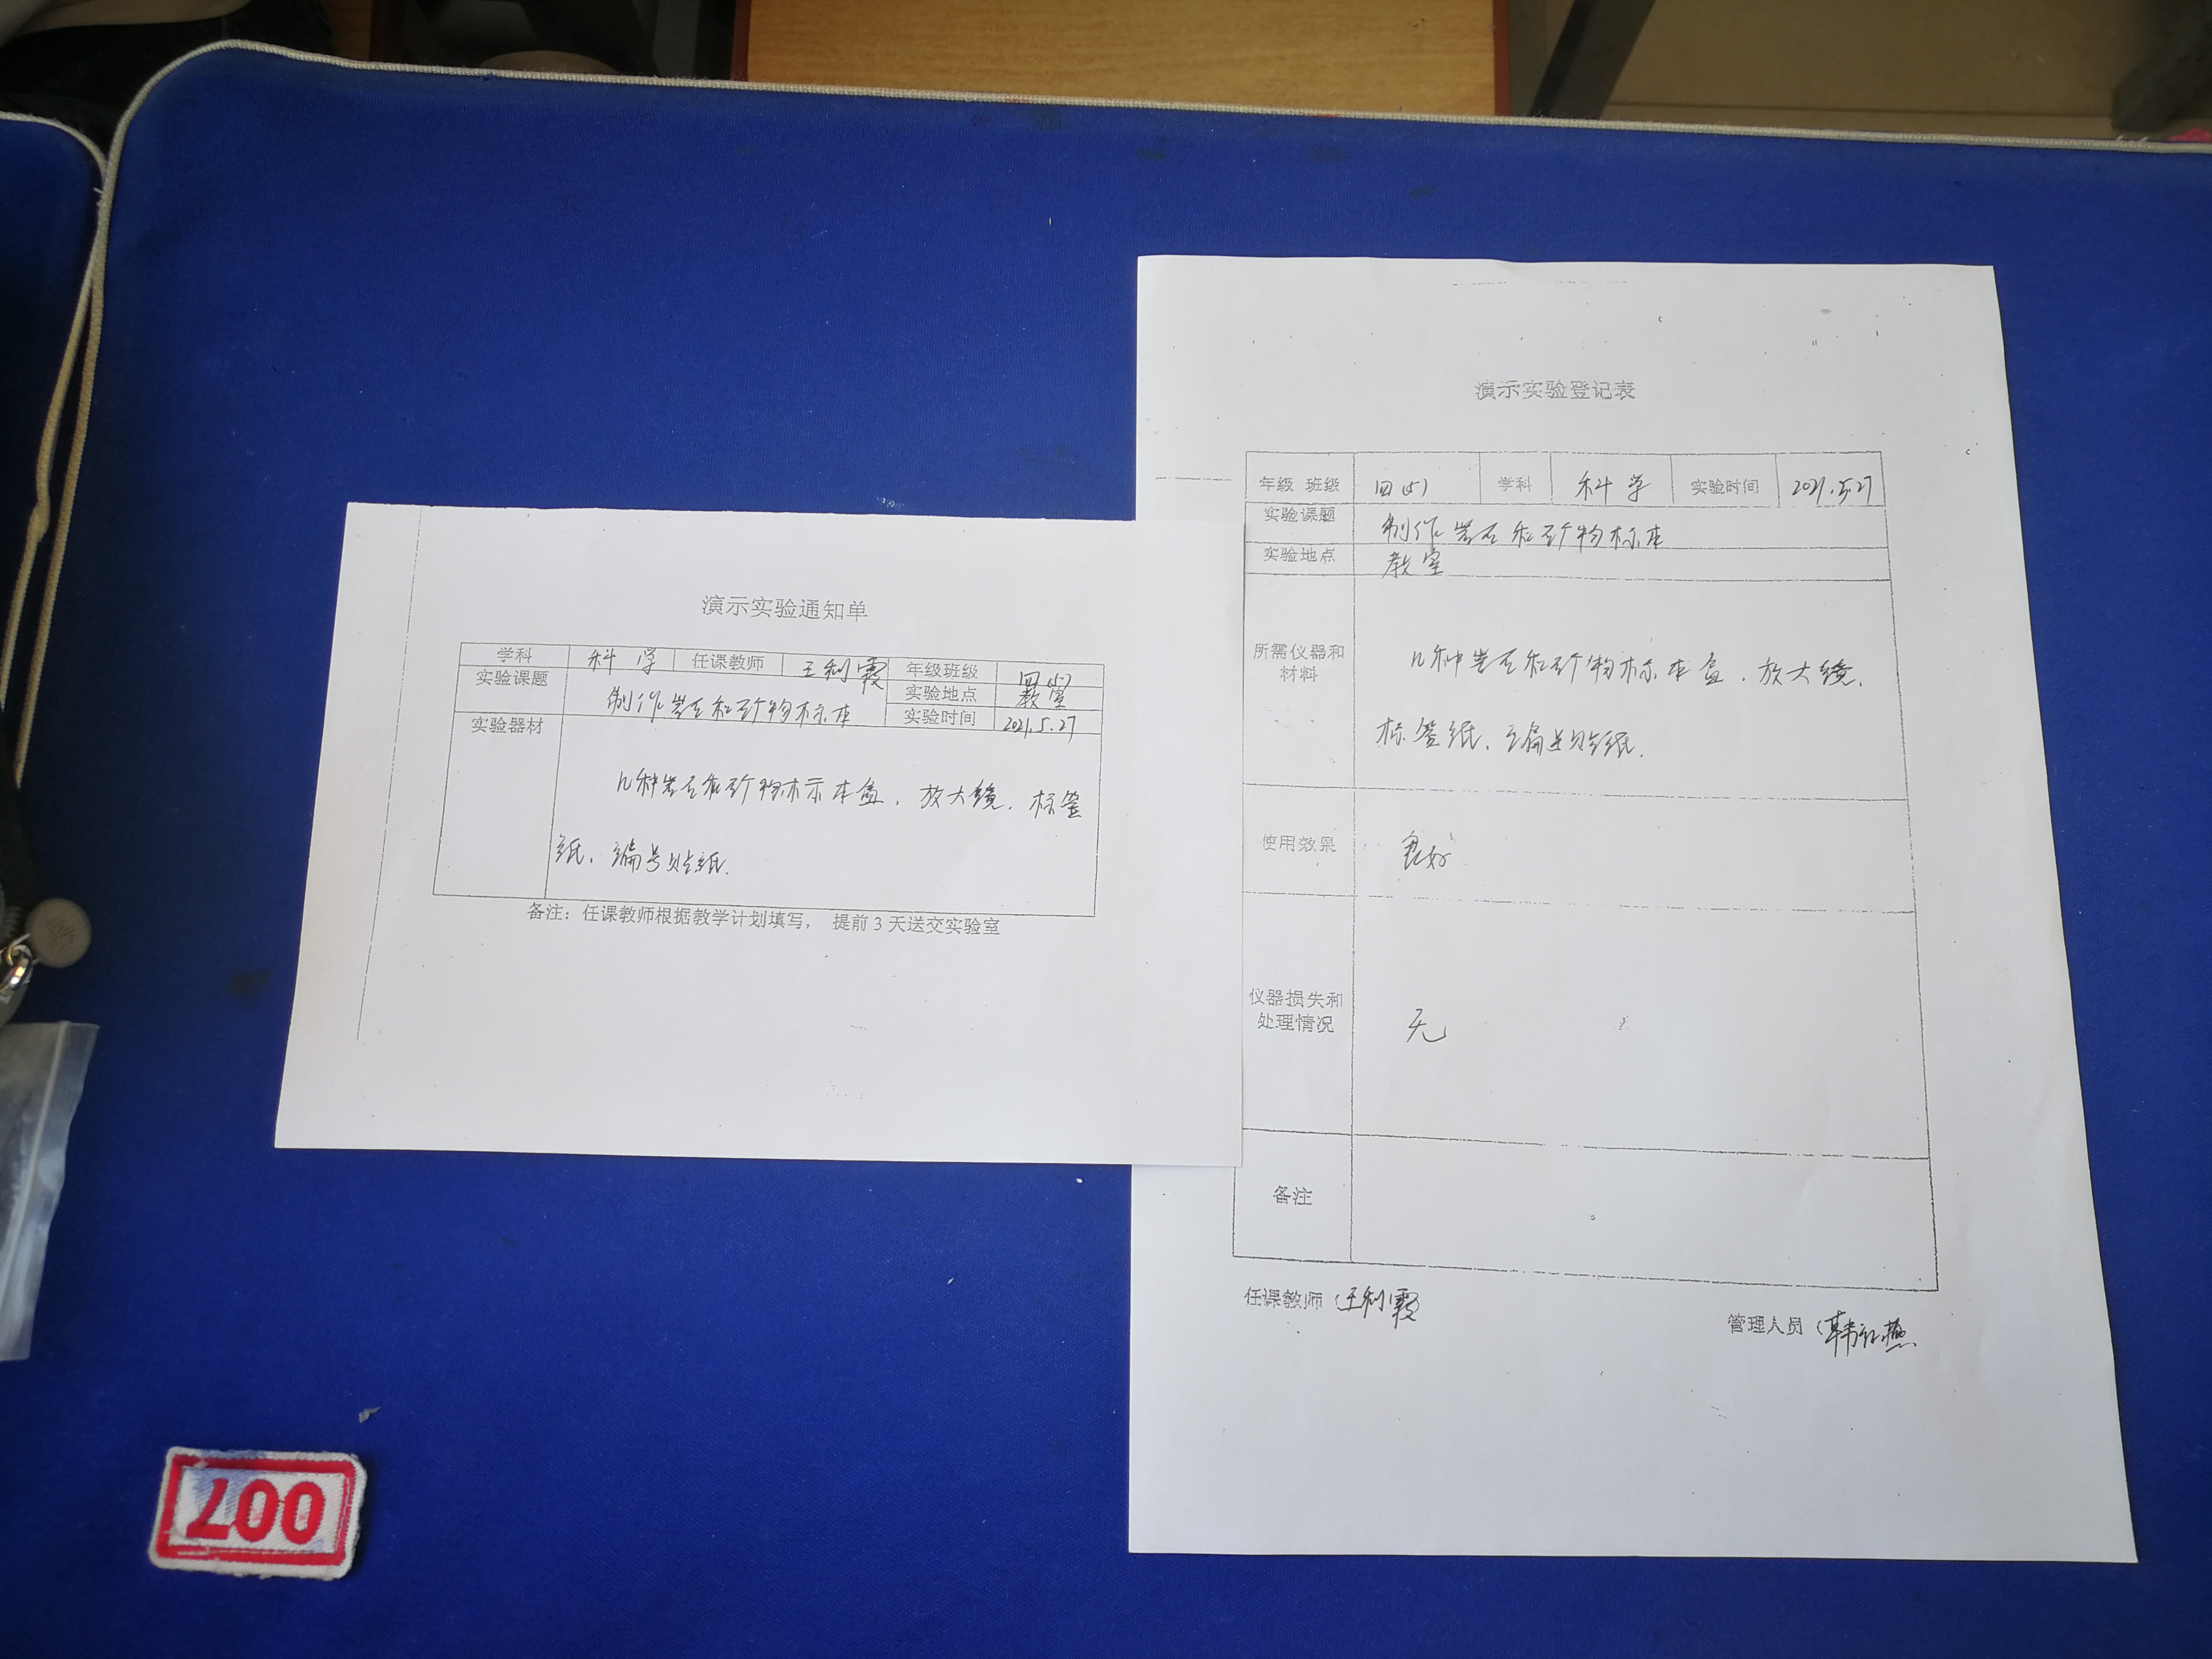 演示实验通知单
学科 科学 任课教师 王利霞 年级班级 四(5)
实验课题 制作岩石和矿物标本 实验地点 教室
实验时间 2021.5.27
实验器材 几种岩石和矿物标本盒、放大镜、标签
纸、编号贴纸.
备注：任课教师根据教学计划填写， 提前3天送交实验室
演示实验登记表
年级 班级 四(5) 学科 科学 实验时间 2021.5.27
实验课题 制作岩石和矿物标本
实验地点 教室
所需仪器和
材料
几种岩石和矿物标本盒、放大镜、
标签纸、编号贴纸.
使用效果 良好
仪器损失和
处理情况
无
备注
任课教师 王利霞
管理人员 韩红燕
007